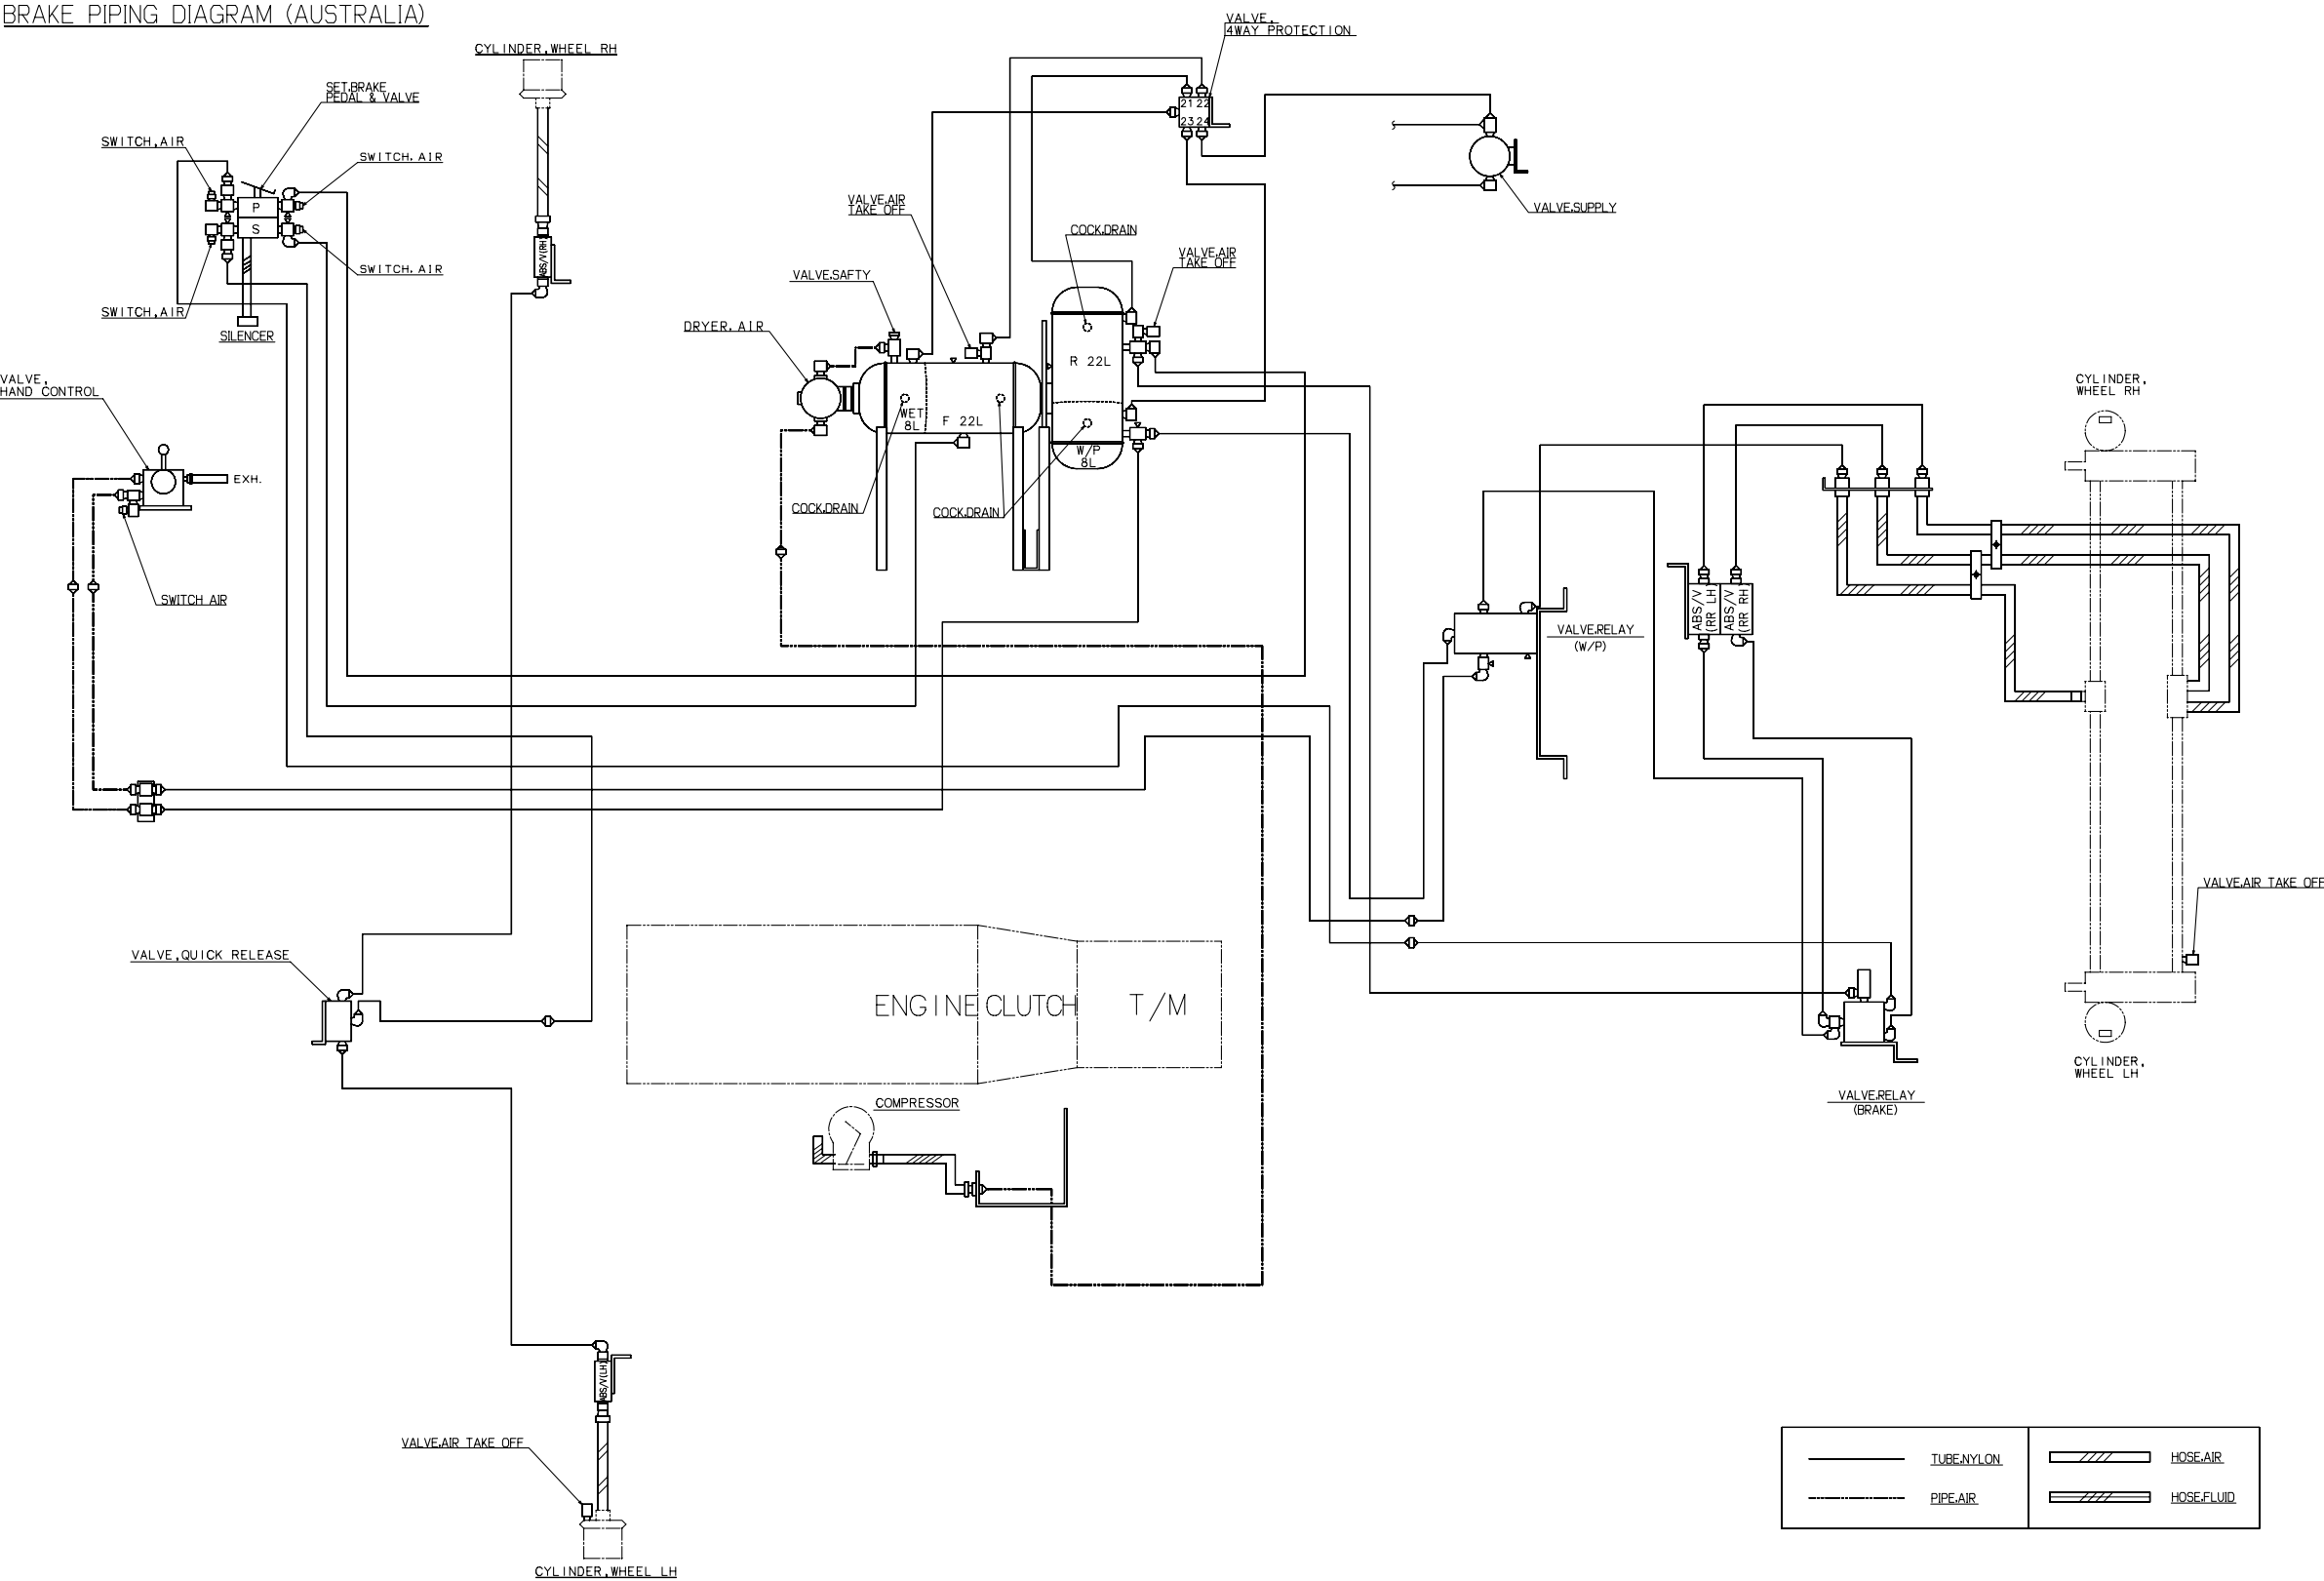 BRAKE PIPING DIAGRAM (AUSTRALIA)
VALVE,
4WAY PROTECTION
CYLINDER,WHEEL RH
SET.BRAKE
PEDAL & VALVE
21 22
23 24
SWITCH,AIR
SWITCH.AIR
P
S
VALVE.AIR
TAKE OFF
VALVE.SUPPLY
COCK.DRAIN
VALVE.AIR
TAKE OFF
ABS/V(RH
SWITCH.AIR
VALVE.SAFTY
SWITCH,AIR
SILENCER
DRYER.AIR
R 22L
VALVE,
HAND CONTROL
CYLINDER,
WHEEL RH
WET
8L
F 22L
W/P
8L
EXH.
COCK.DRAIN
COCK.DRAIN
SWITCH AIR
ABS/V
(RR LH)
ABS/V
(RR RH)
VALVE.RELAY
(W/P)
VALVE.AIR TAKE OFF
VALVE,QUICK RELEASE
ENGINE
CLUTCH
T/M
CYLINDER,
WHEEL LH
COMPRESSOR
VALVE.RELAY
(BRAKE)
ABS/V(LH)
VALVE.AIR TAKE OFF
TUBE.NYLON
HOSE.AIR
PIPE.AIR
HOSE.FLUID
CYLINDER,WHEEL LH